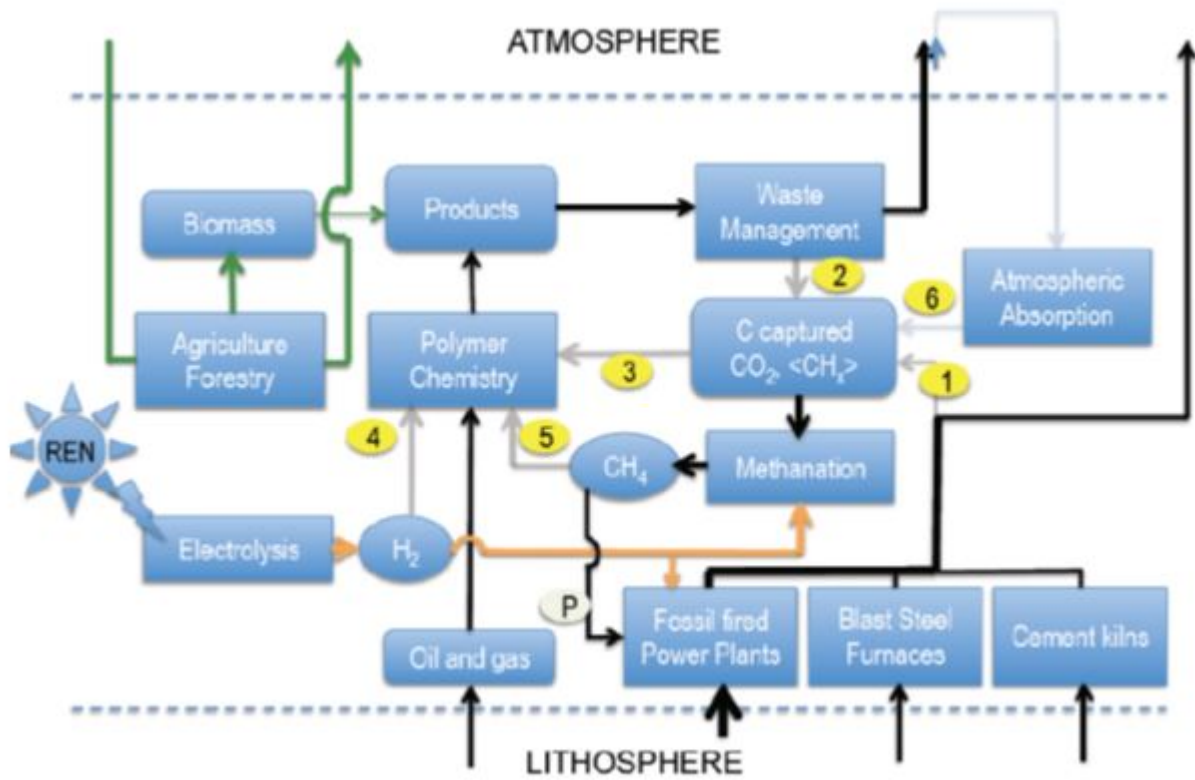 ATMOSPHERE
Biomass
Products
Waste
Management
2
6
Atmospheric
Absorption
Agriculture
Forestry
Polymer
Chemistry
3
C captured
CO₂, <CHₓ>
1
REN
4
5
CH₄
Methanation
Electrolysis
H₂
P
Oil and gas
Fossil fired
Power Plants
Blast Steel
Furnaces
Cement kilns
LITHOSPHERE